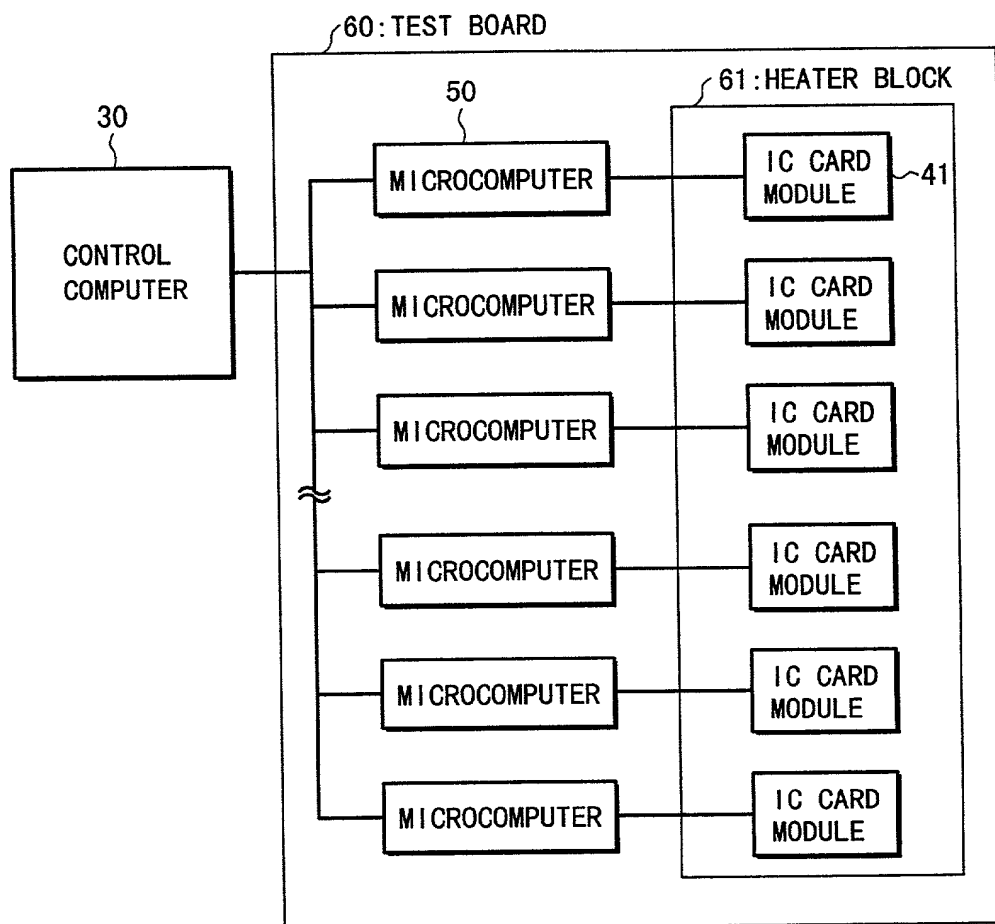 60:TEST BOARD
61:HEATER BLOCK
30
50
CONTROL
COMPUTER
MICROCOMPUTER
IC CARD
MODULE
41
MICROCOMPUTER
IC CARD
MODULE
MICROCOMPUTER
IC CARD
MODULE
MICROCOMPUTER
IC CARD
MODULE
MICROCOMPUTER
IC CARD
MODULE
MICROCOMPUTER
IC CARD
MODULE